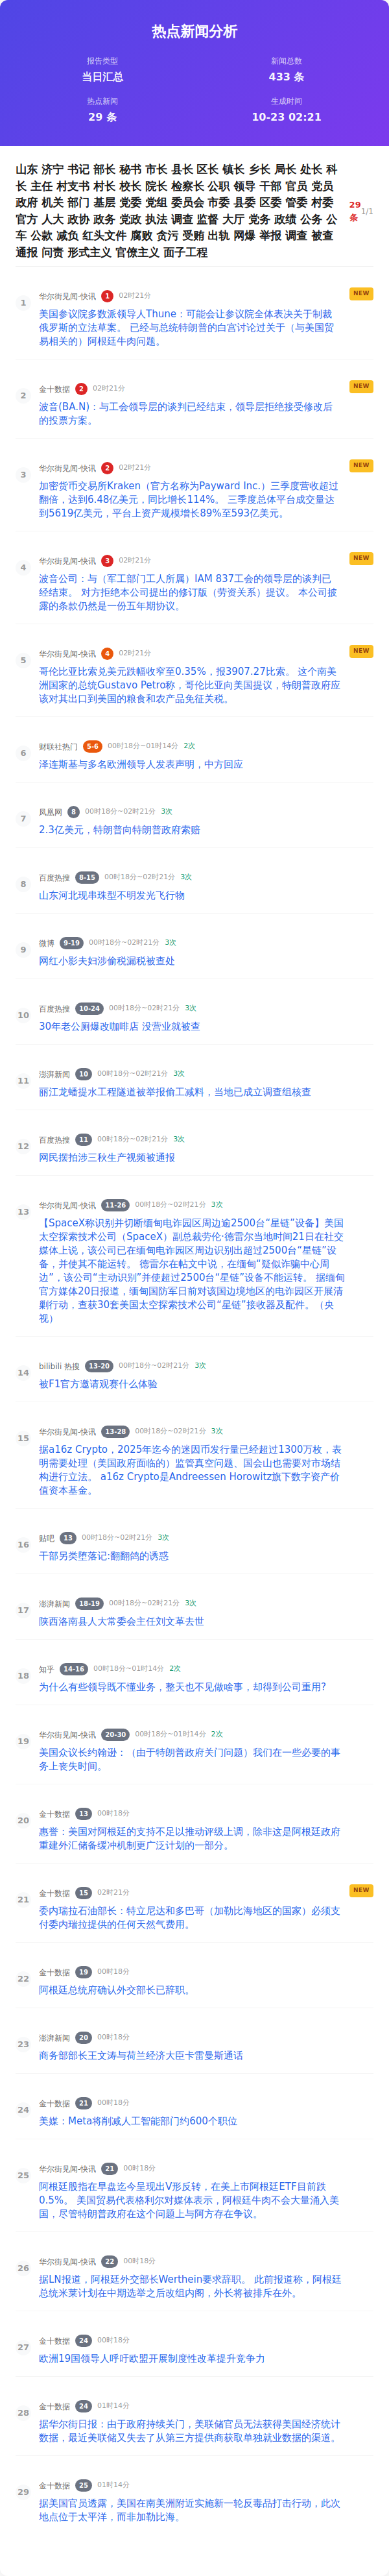 热点新闻分析
报告类型
当日汇总
新闻总数
433 条
热点新闻
29 条
生成时间
10-23 02:21
山东 济宁 书记 部长 秘书 市长 县长 区长 镇长 乡长 局长 处长 科
长 主任 村支书 村长 校长 院长 检察长 公职 领导 干部 官员 党员
政府 机关 部门 基层 党委 党组 委员会 市委 县委 区委 管委 村委
官方 人大 政协 政务 党政 执法 调查 监督 大厅 党务 政绩 公务 公
车 公款 减负 红头文件 腐败 贪污 受贿 出轨 网爆 举报 调查 被查
通报 问责 形式主义 官僚主义 面子工程
29
条
1/1
1
华尔街见闻-快讯 1 02时21分
NEW
美国参议院多数派领导人Thune：可能会让参议院全体表决关于制裁
俄罗斯的立法草案。 已经与总统特朗普的白宫讨论过关于（与美国贸
易相关的）阿根廷牛肉问题。
2
金十数据 2 02时21分
NEW
波音(BA.N)：与工会领导层的谈判已经结束，领导层拒绝接受修改后
的投票方案。
3
华尔街见闻-快讯 2 02时21分
NEW
加密货币交易所Kraken（官方名称为Payward Inc.）三季度营收超过
翻倍，达到6.48亿美元，同比增长114%。 三季度总体平台成交量达
到5619亿美元，平台上资产规模增长89%至593亿美元。
4
华尔街见闻-快讯 3 02时21分
NEW
波音公司：与（军工部门工人所属）IAM 837工会的领导层的谈判已
经结束。 对方拒绝本公司提出的修订版（劳资关系）提议。 本公司披
露的条款仍然是一份五年期协议。
5
华尔街见闻-快讯 4 02时21分
NEW
哥伦比亚比索兑美元跌幅收窄至0.35%，报3907.27比索。 这个南美
洲国家的总统Gustavo Petro称，哥伦比亚向美国提议，特朗普政府应
该对其出口到美国的粮食和农产品免征关税。
6
财联社热门 5-6 00时18分~01时14分 2次
泽连斯基与多名欧洲领导人发表声明，中方回应
7
凤凰网 8 00时18分~02时21分 3次
2.3亿美元，特朗普向特朗普政府索赔
8
百度热搜 8-15 00时18分~02时21分 3次
山东河北现串珠型不明发光飞行物
9
微博 9-19 00时18分~02时21分 3次
网红小影夫妇涉偷税漏税被查处
10
百度热搜 10-24 00时18分~02时21分 3次
30年老公厕爆改咖啡店 没营业就被查
11
澎湃新闻 10 00时18分~02时21分 3次
丽江龙蟠提水工程隧道被举报偷工减料，当地已成立调查组核查
12
百度热搜 11 00时18分~02时21分 3次
网民摆拍涉三秋生产视频被通报
13
华尔街见闻-快讯 11-26 00时18分~02时21分 3次
【SpaceX称识别并切断缅甸电诈园区周边逾2500台“星链”设备】美国
太空探索技术公司（SpaceX）副总裁劳伦·德雷尔当地时间21日在社交
媒体上说，该公司已在缅甸电诈园区周边识别出超过2500台“星链”设
备，并使其不能运转。 德雷尔在帖文中说，在缅甸“疑似诈骗中心周
边”，该公司“主动识别”并使超过2500台“星链”设备不能运转。 据缅甸
官方媒体20日报道，缅甸国防军日前对该国边境地区的电诈园区开展清
剿行动，查获30套美国太空探索技术公司“星链”接收器及配件。（央
视）
14
bilibili 热搜 13-20 00时18分~02时21分 3次
被F1官方邀请观赛什么体验
15
华尔街见闻-快讯 13-28 00时18分~02时21分 3次
据a16z Crypto，2025年迄今的迷因币发行量已经超过1300万枚，表
明需要处理（美国政府面临的）监管真空问题、国会山也需要对市场结
构进行立法。 a16z Crypto是Andreessen Horowitz旗下数字资产价
值资本基金。
16
贴吧 13 00时18分~02时21分 3次
干部另类堕落记:翻翻鸽的诱惑
17
澎湃新闻 18-19 00时18分~02时21分 3次
陕西洛南县人大常委会主任刘文革去世
18
知乎 14-16 00时18分~01时14分 2次
为什么有些领导既不懂业务，整天也不见做啥事，却得到公司重用?
19
华尔街见闻-快讯 20-30 00时18分~01时14分 2次
美国众议长约翰逊：（由于特朗普政府关门问题）我们在一些必要的事
务上丧失时间。
20
金十数据 13 00时18分
惠誉：美国对阿根廷的支持不足以推动评级上调，除非这是阿根廷政府
重建外汇储备缓冲机制更广泛计划的一部分。
21
金十数据 15 02时21分
NEW
委内瑞拉石油部长：特立尼达和多巴哥（加勒比海地区的国家）必须支
付委内瑞拉提供的任何天然气费用。
22
金十数据 19 00时18分
阿根廷总统府确认外交部长已辞职。
23
澎湃新闻 20 00时18分
商务部部长王文涛与荷兰经济大臣卡雷曼斯通话
24
金十数据 21 00时18分
美媒：Meta将削减人工智能部门约600个职位
25
华尔街见闻-快讯 21 00时18分
阿根廷股指在早盘迄今呈现出V形反转，在美上市阿根廷ETF目前跌
0.5%。 美国贸易代表格利尔对媒体表示，阿根廷牛肉不会大量涌入美
国，尽管特朗普政府在这个问题上与阿方存在争议。
26
华尔街见闻-快讯 22 00时18分
据LN报道，阿根廷外交部长Werthein要求辞职。 此前报道称，阿根廷
总统米莱计划在中期选举之后改组内阁，外长将被排斥在外。
27
金十数据 24 00时18分
欧洲19国领导人呼吁欧盟开展制度性改革提升竞争力
28
金十数据 24 01时14分
据华尔街日报：由于政府持续关门，美联储官员无法获得美国经济统计
数据，最近美联储又失去了从第三方提供商获取单独就业数据的渠道。
29
金十数据 25 01时14分
据美国官员透露，美国在南美洲附近实施新一轮反毒品打击行动，此次
地点位于太平洋，而非加勒比海。